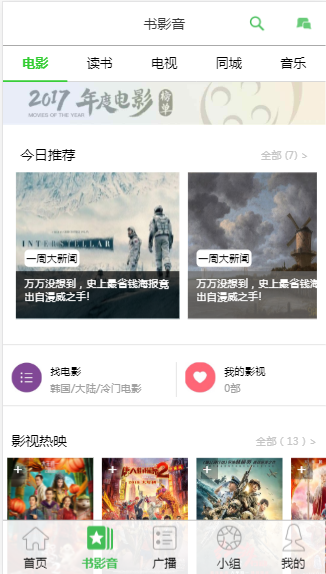 书影音
电影 读书 电视 同城 音乐
2017 年度电影 榜单
MOVIES OF THE YEAR
今日推荐 全部 (7) >
INTERSTELLAR
一周大新闻 一周大新闻
万万没想到，史上最省钱海报竟
出自漫威之手!
万万没想到，史上最省钱海报
出自漫威之手!
找电影
韩国/大陆/冷门电影
我的影视
0部
影视热映 全部 ( 13 ) >
+ + + +
首页 书影音 广播 小组 我的